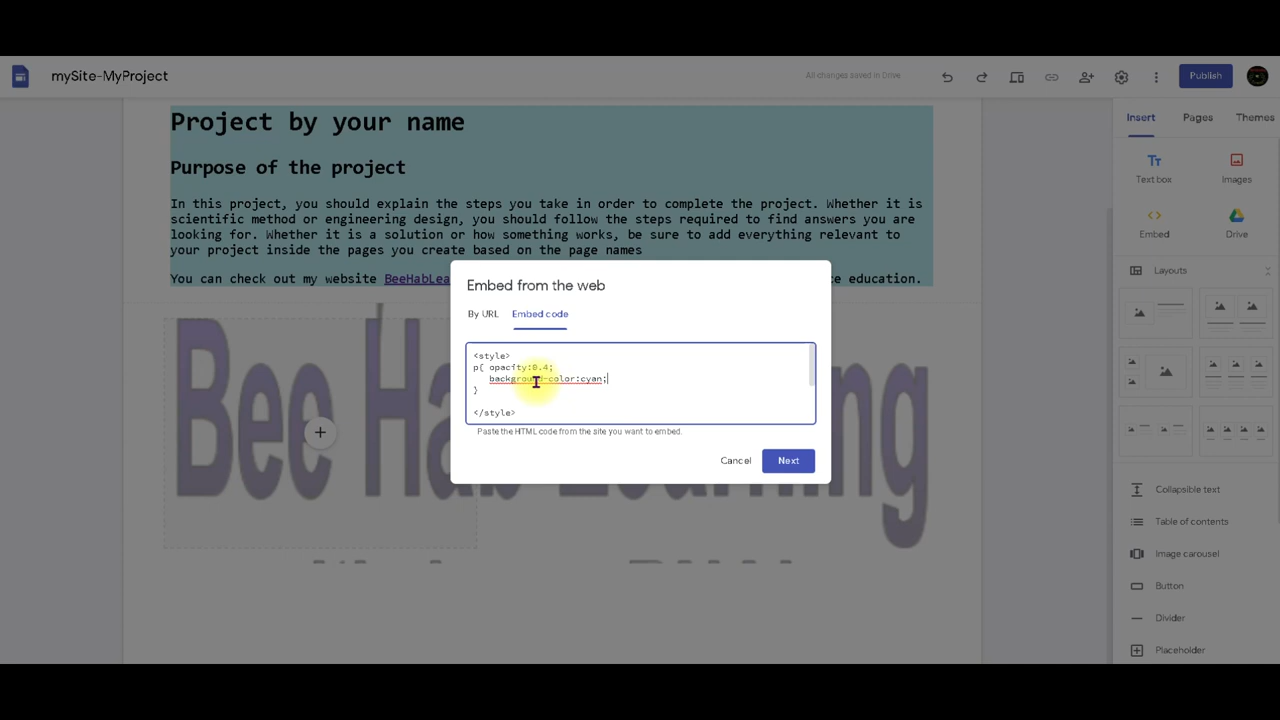 mySite-MyProject
All changes saved in Drive
Publish
Project by your name
Purpose of the project
In this project, you should explain the steps you take in order to complete the project. Whether it is
scientific method or engineering design, you should follow the steps required to find answers you are
looking for. Whether it is a solution or how something works, be sure to add everything relevant to
your project inside the pages you create based on the page names
You can check out my website BeeHabLea
e education.
Bee Hab Learning
Embed from the web
By URL
Embed code
<style>
p{ opacity:0.4;
background-color:cyan;
}
</style>
Paste the HTML code from the site you want to embed.
Cancel
Next
Insert
Pages
Themes
Text box
Images
Embed
Drive
Layouts
Collapsible text
Table of contents
Image carousel
Button
Divider
Placeholder